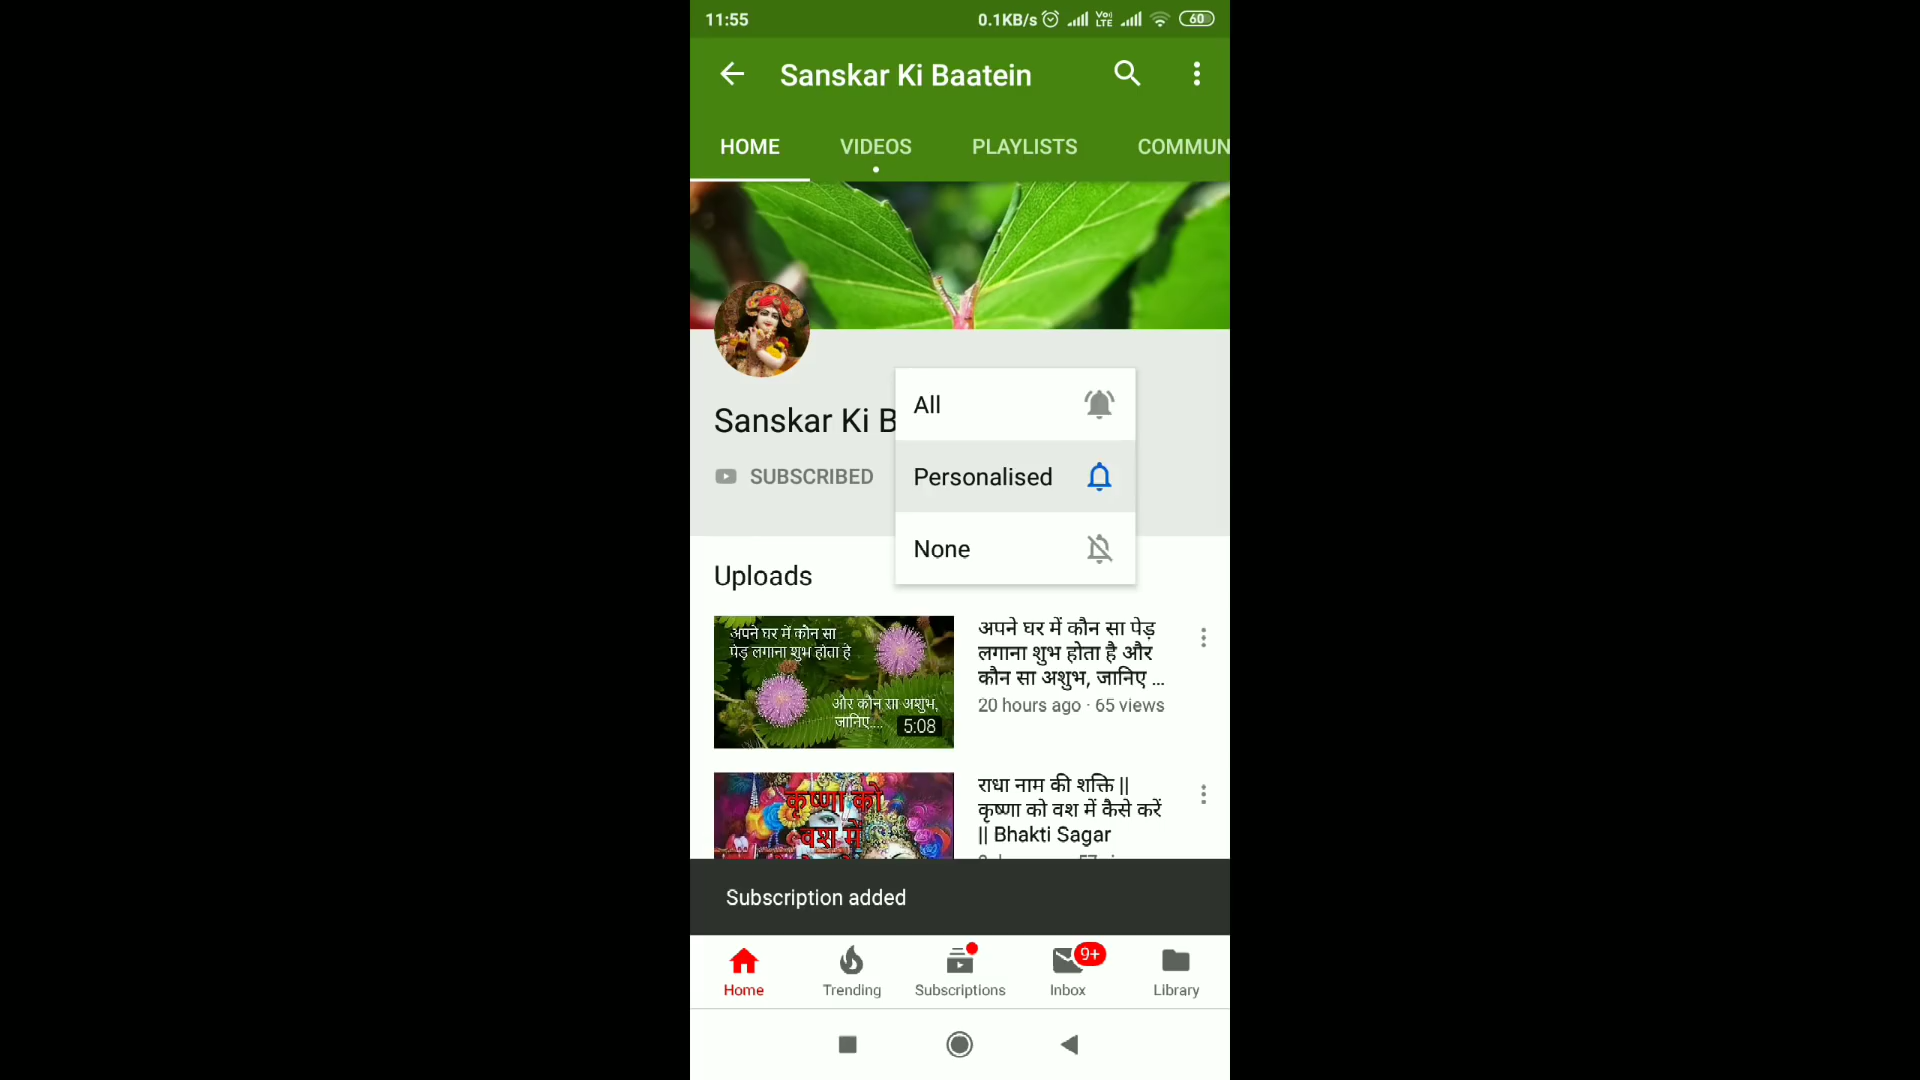 11:55
0.1KB/s
Vo
LTE
60
Sanskar Ki Baatein
HOME
VIDEOS
PLAYLISTS
COMMUN
Sanskar Ki B
SUBSCRIBED
All
Personalised
None
Uploads
अपने घर में कौन सा
पेड़ लगाना शुभ होता है
और कौन सा अशुभ,
जानिए....
5:08
अपने घर में कौन सा पेड़
लगाना शुभ होता है और
कौन सा अशुभ, जानिए ...
20 hours ago · 65 views
कृष्णा को
वश में
राधा नाम की शक्ति ||
कृष्णा को वश में कैसे करें
|| Bhakti Sagar
Subscription added
9+
Home
Trending
Subscriptions
Inbox
Library